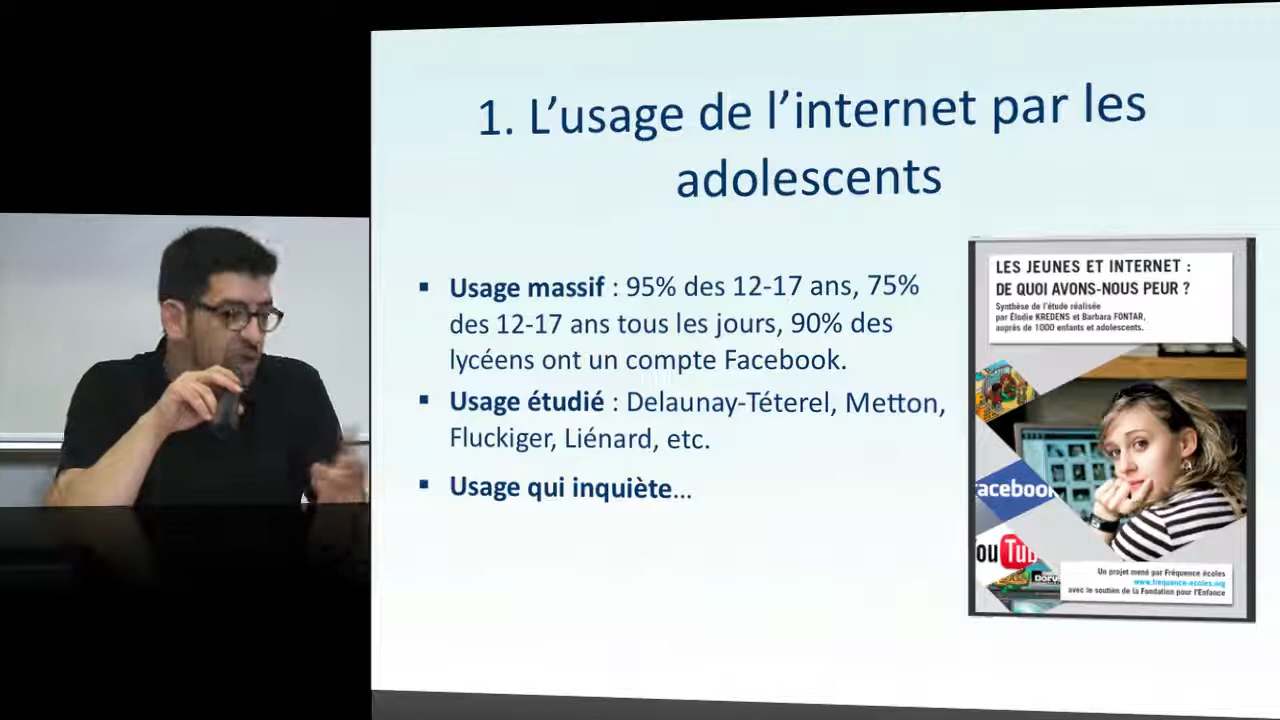 1. L’usage de l’internet par les
adolescents
▪ Usage massif : 95% des 12-17 ans, 75%
des 12-17 ans tous les jours, 90% des
lycéens ont un compte Facebook.
▪ Usage étudié : Delaunay-Téterel, Metton,
Fluckiger, Liénard, etc.
▪ Usage qui inquiète…
LES JEUNES ET INTERNET :
DE QUOI AVONS-NOUS PEUR ?
Synthèse de l'étude réalisée
par Élodie KREDENS et Barbara FONTAR,
auprès de 1000 enfants et adolescents.
acebook
ou Tub
Un projet mené par Fréquence écoles
www.frequence-ecoles.org
avec le soutien de la Fondation pour l'Enfance